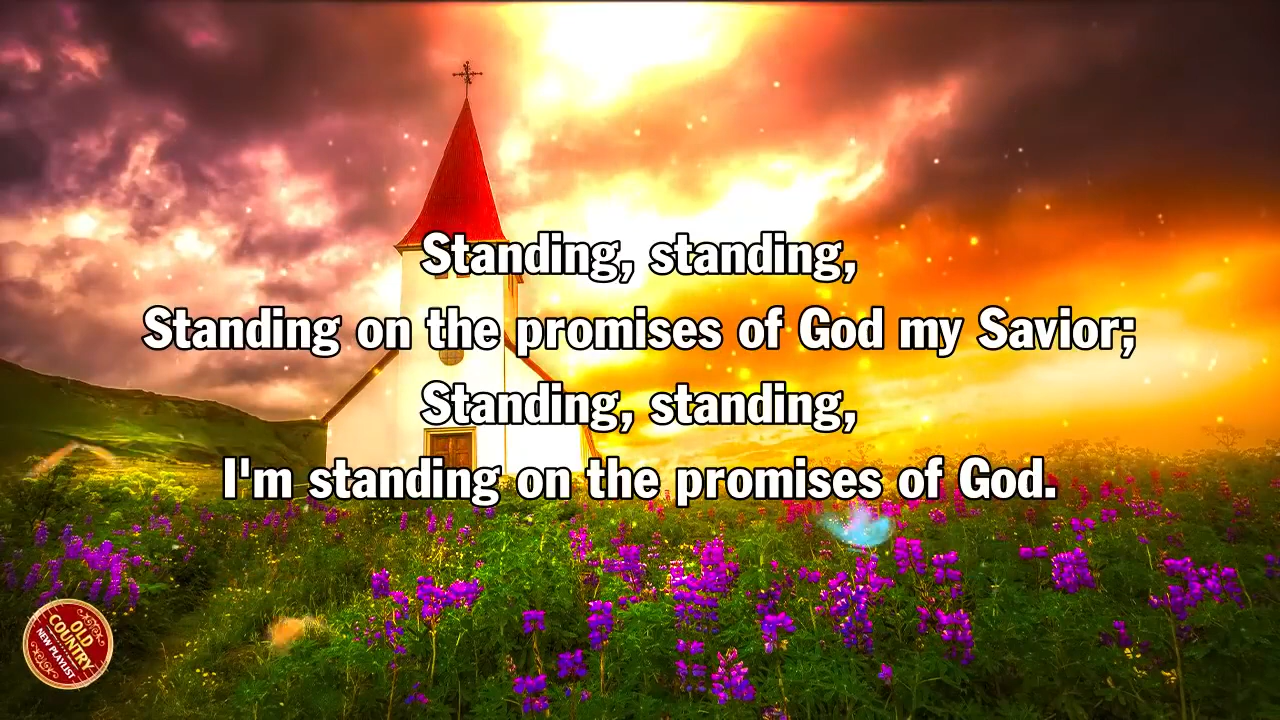 Standing, standing,
Standing on the promises of God my Savior;
Standing, standing,
I'm standing on the promises of God.
OLD
COUNTRY
NEW PLAYLIST